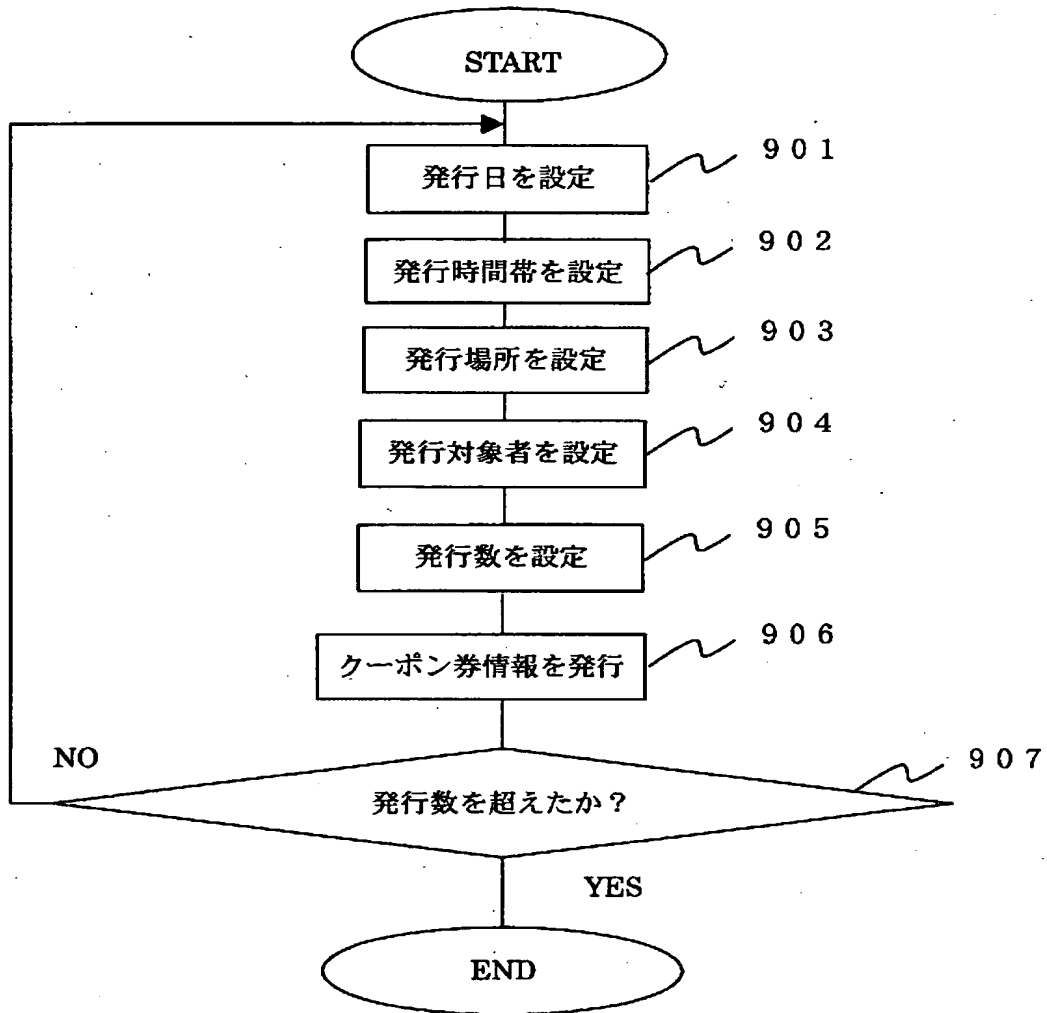 START
発行日を設定
901
発行時間帯を設定
902
発行場所を設定
903
発行対象者を設定
904
発行数を設定
905
クーポン券情報を発行
906
NO
発行数を超えたか？
907
YES
END